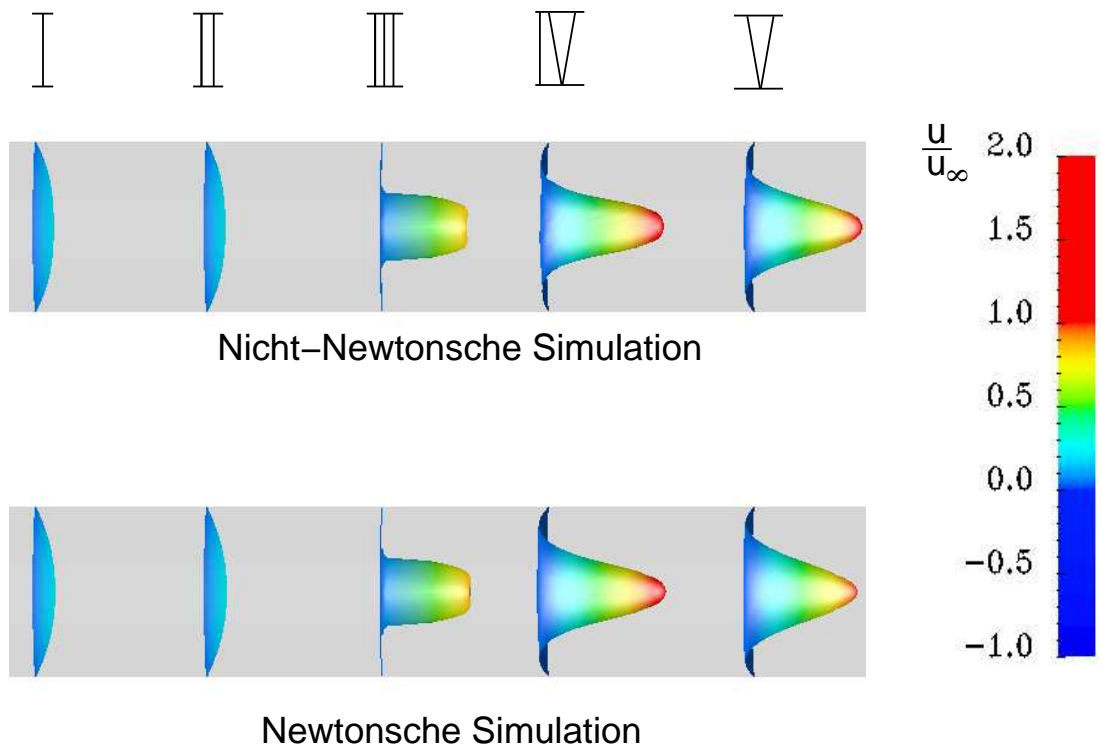 I II III IV V
u
u∞
2.0
1.5
1.0
0.5
0.0
−0.5
−1.0
Nicht−Newtonsche Simulation
Newtonsche Simulation